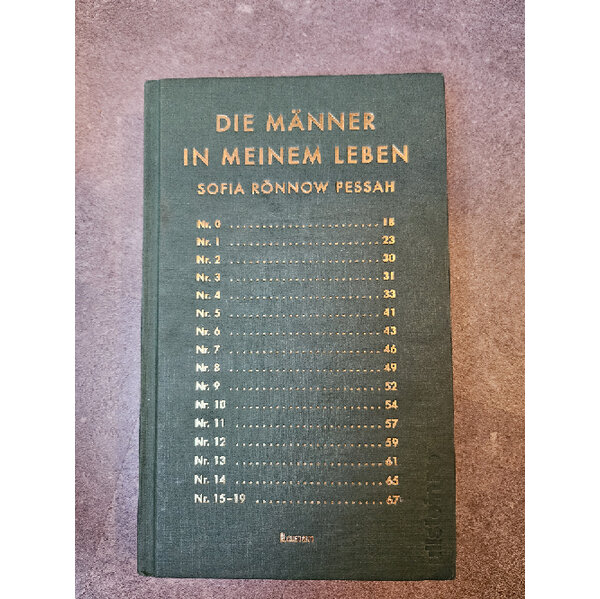 DIE MÄNNER
IN MEINEM LEBEN
SOFIA RÖNNOW PESSAH
Nr. 0 ........................... 18
Nr. 1 ........................... 23
Nr. 2 ........................... 30
Nr. 3 ........................... 31
Nr. 4 ........................... 33
Nr. 5 ........................... 41
Nr. 6 ........................... 43
Nr. 7 ........................... 46
Nr. 8 ........................... 49
Nr. 9 ........................... 52
Nr. 10 ........................... 54
Nr. 11 ........................... 57
Nr. 12 ........................... 59
Nr. 13 ........................... 61
Nr. 14 ........................... 65
Nr. 15–19 ...................... 67